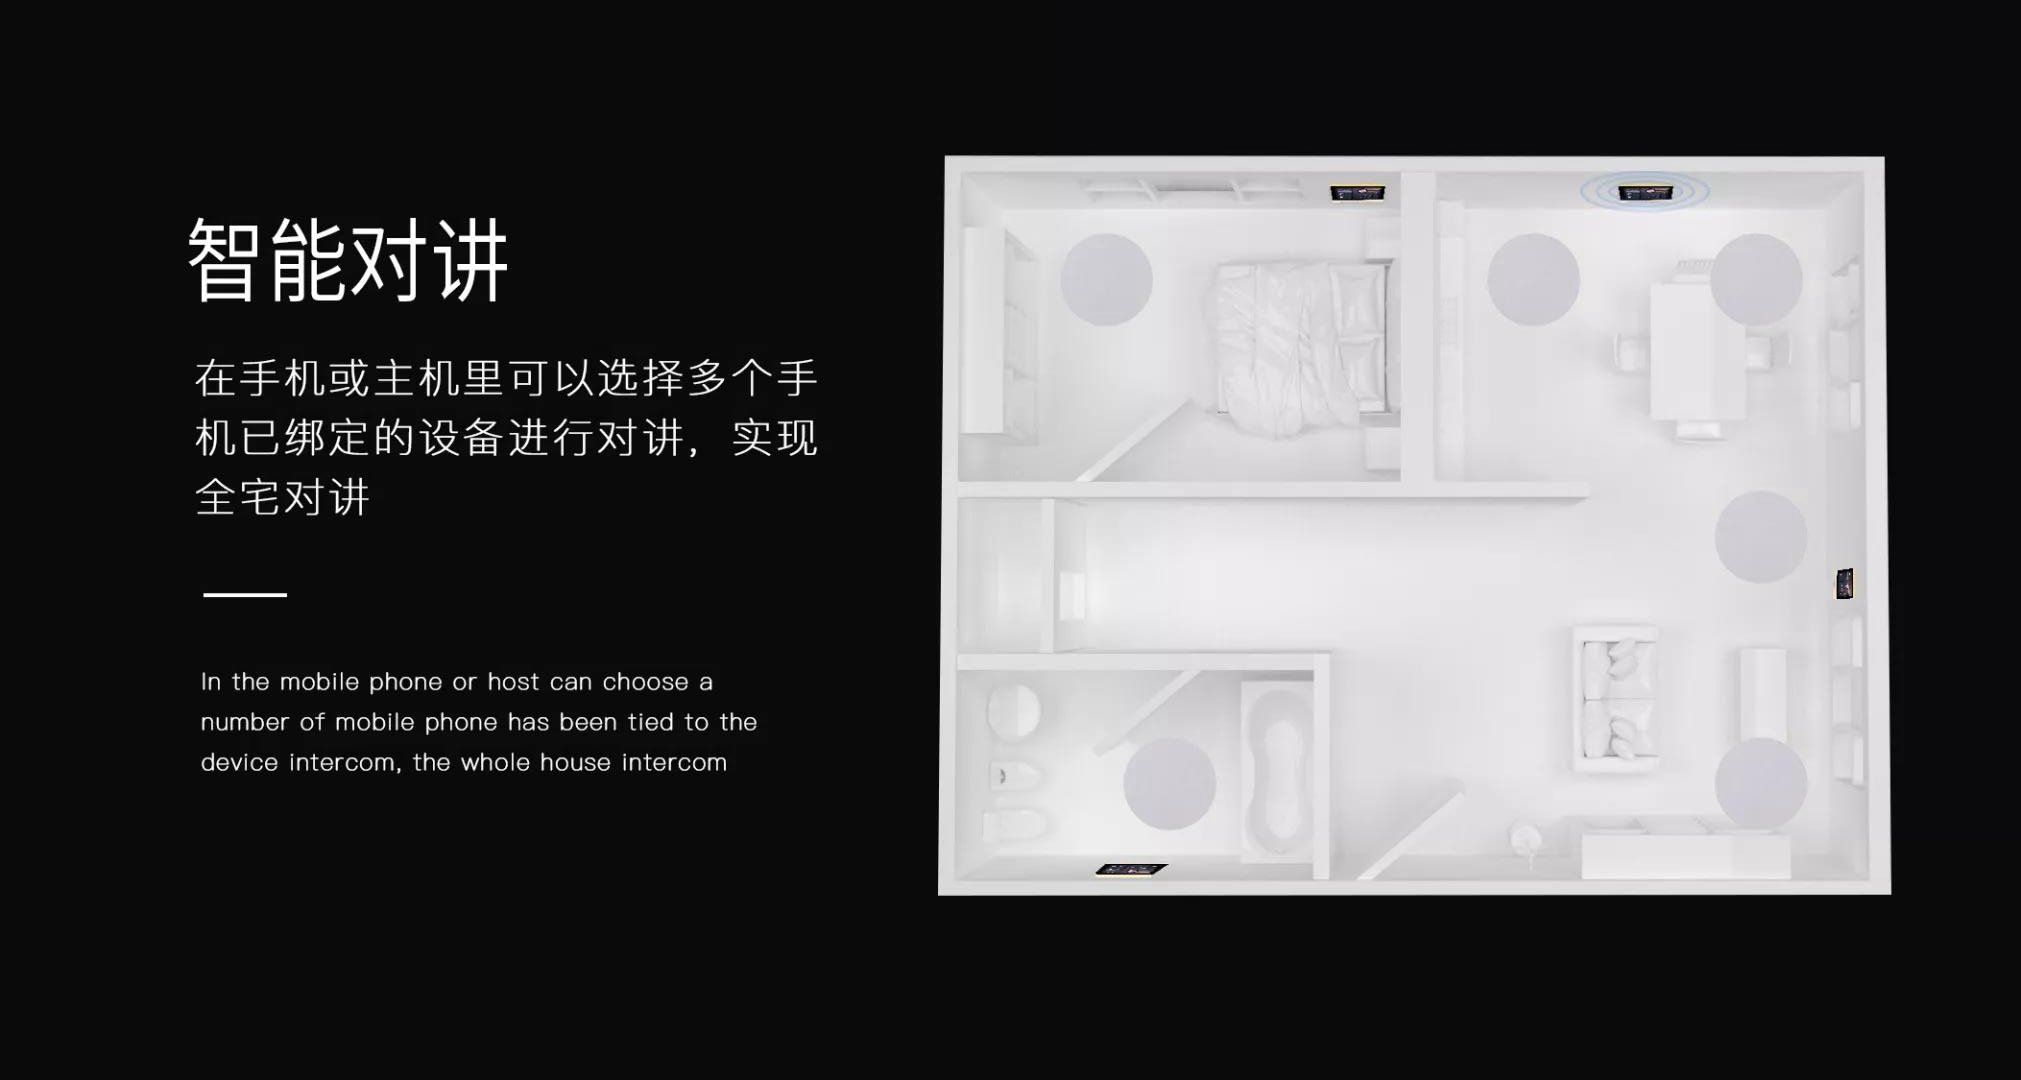 智能对讲
在手机或主机里可以选择多个手
机已绑定的设备进行对讲，实现
全宅对讲
In the mobile phone or host can choose a
number of mobile phone has been tied to the
device intercom, the whole house intercom